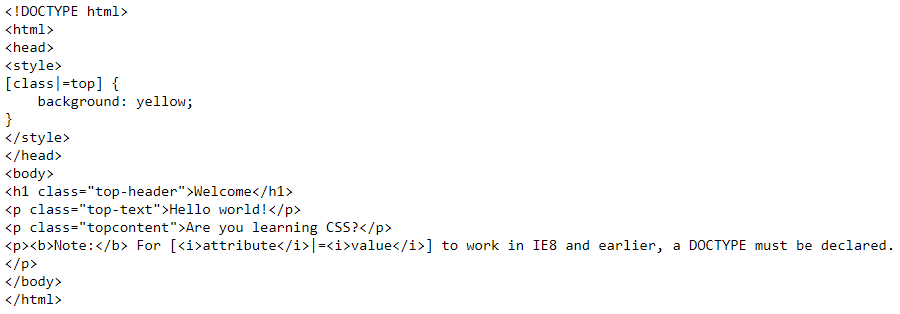 <!DOCTYPE html>
<html>
<head>
<style>
[class|=top] {
    background: yellow;
}
</style>
</head>
<body>
<h1 class="top-header">Welcome</h1>
<p class="top-text">Hello world!</p>
<p class="topcontent">Are you learning CSS?</p>
<p><b>Note:</b> For [<i>attribute</i>|=<i>value</i>] to work in IE8 and earlier, a DOCTYPE must be declared.
</p>
</body>
</html>